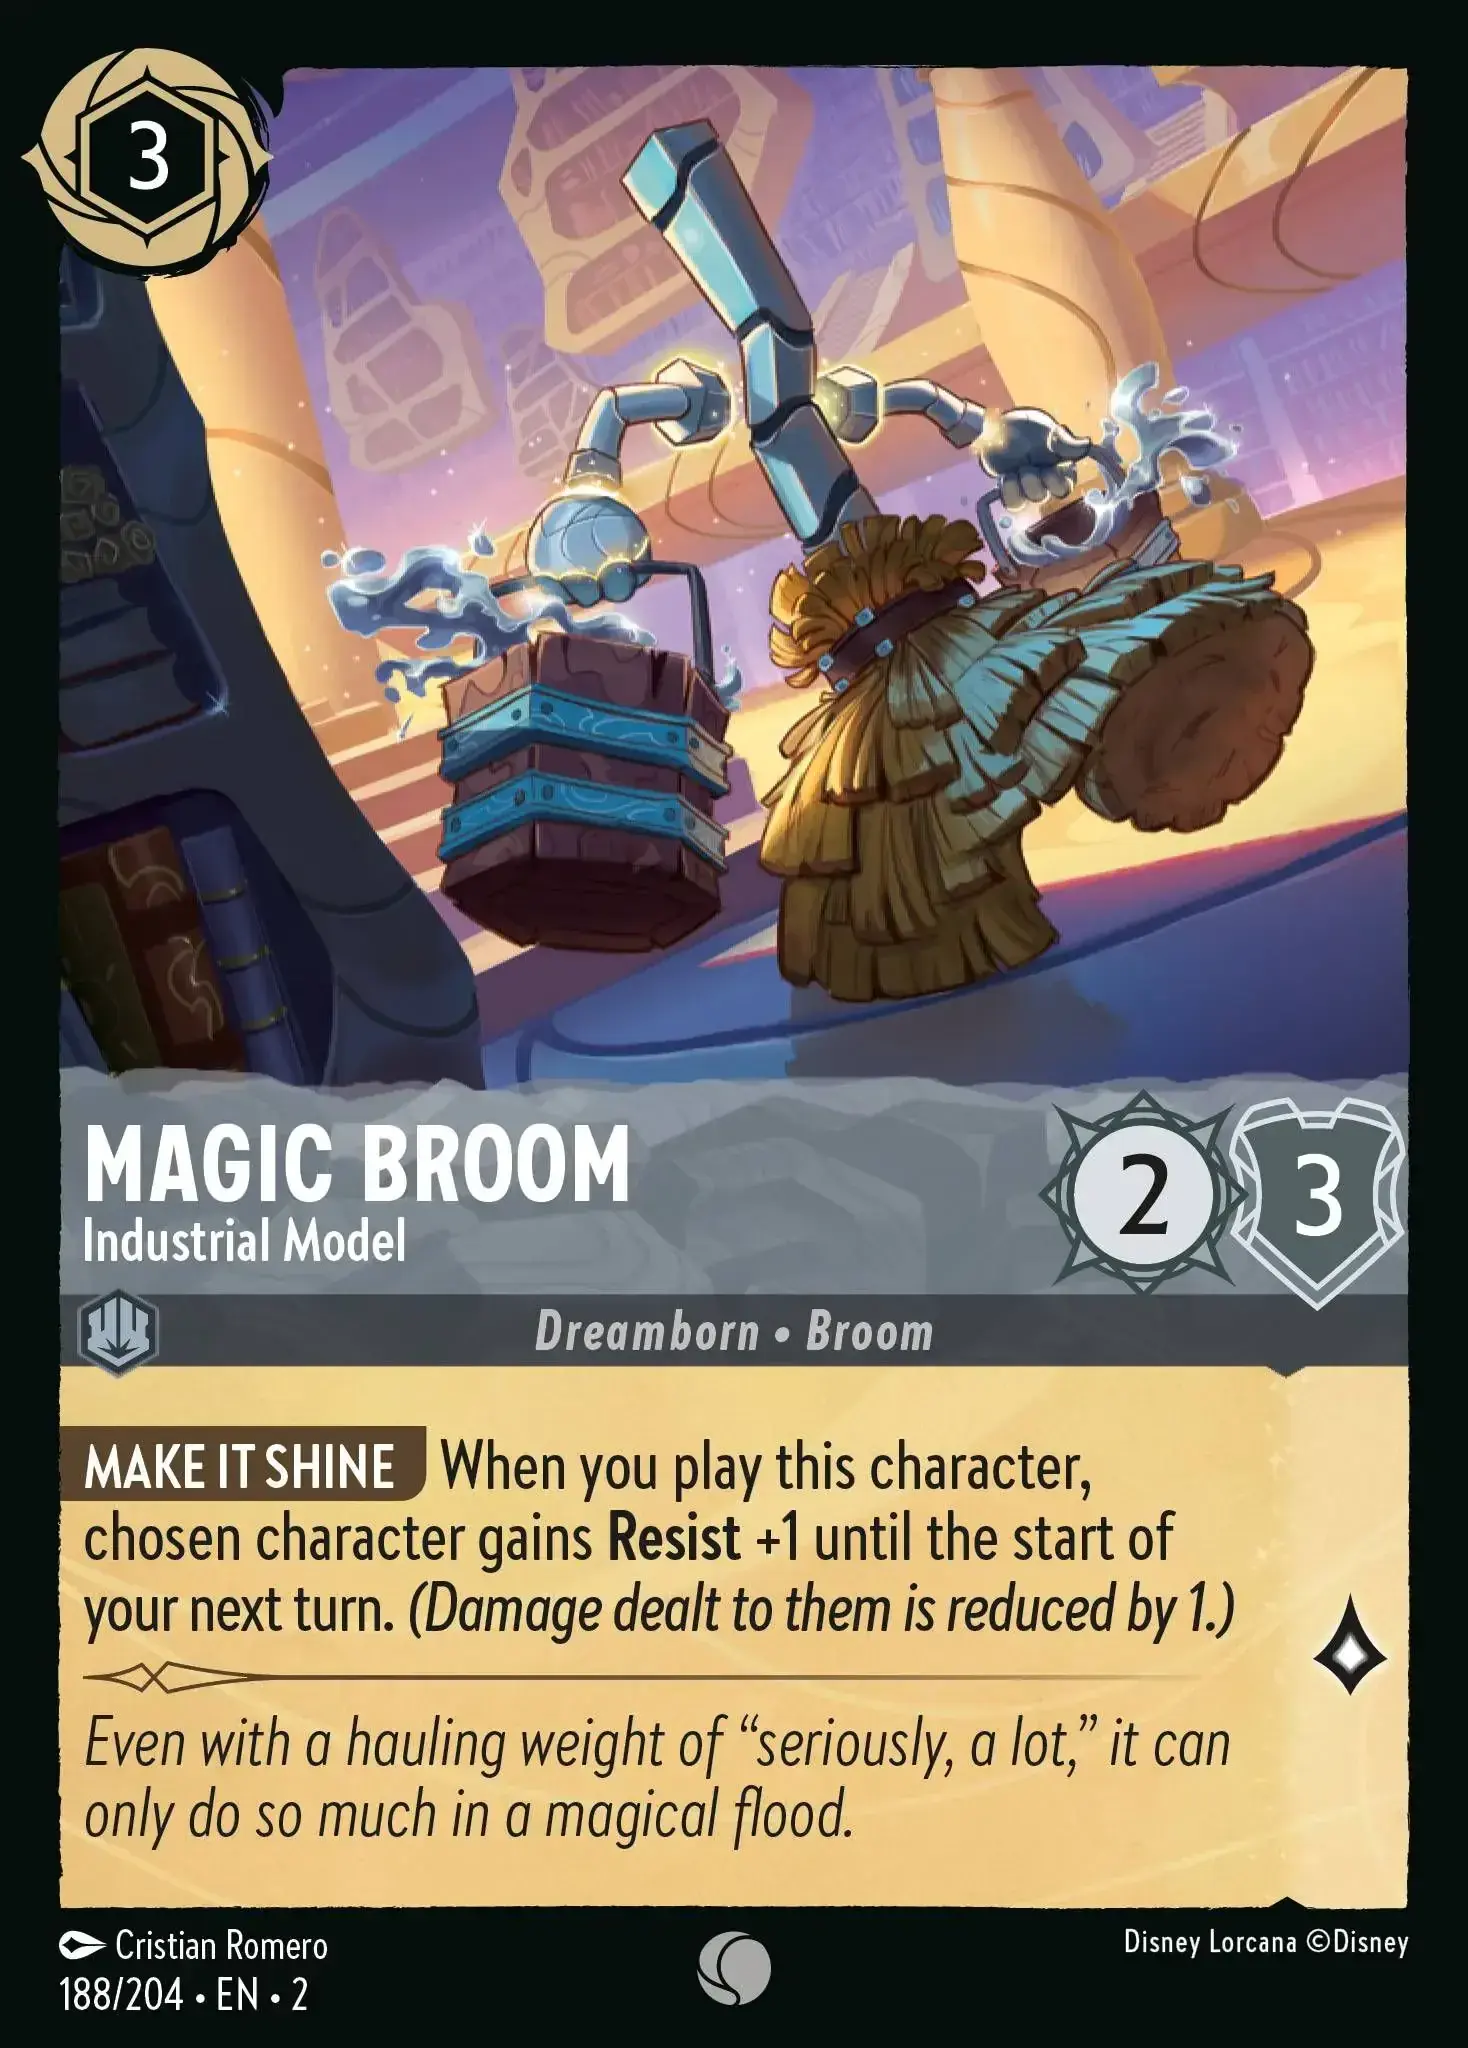 3
MAGIC BROOM
Industrial Model
2
3
Dreamborn • Broom
MAKE IT SHINE When you play this character,
chosen character gains Resist +1 until the start of
your next turn. (Damage dealt to them is reduced by 1.)
Even with a hauling weight of “seriously, a lot,” it can
only do so much in a magical flood.
Cristian Romero
Disney Lorcana ©Disney
188/204 • EN • 2